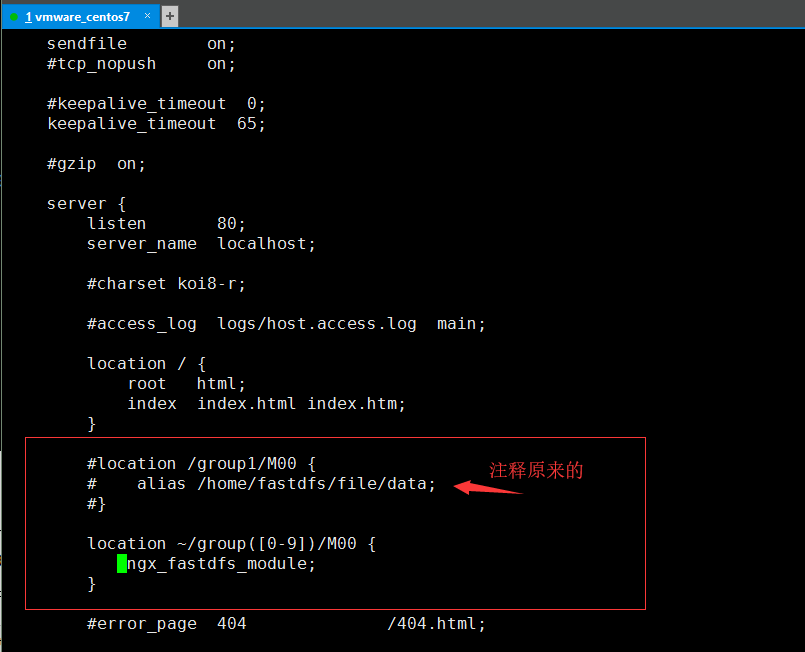 1 vmware_centos7 × +
sendfile        on;
#tcp_nopush     on;
#keepalive_timeout  0;
keepalive_timeout  65;
#gzip  on;
server {
listen       80;
server_name  localhost;
#charset koi8-r;
#access_log  logs/host.access.log  main;
location / {
root   html;
index  index.html index.htm;
}
#location /group1/M00 {
#    alias /home/fastdfs/file/data;
注释原来的
#}
location ~/group([0-9])/M00 {
ngx_fastdfs_module;
}
#error_page  404              /404.html;